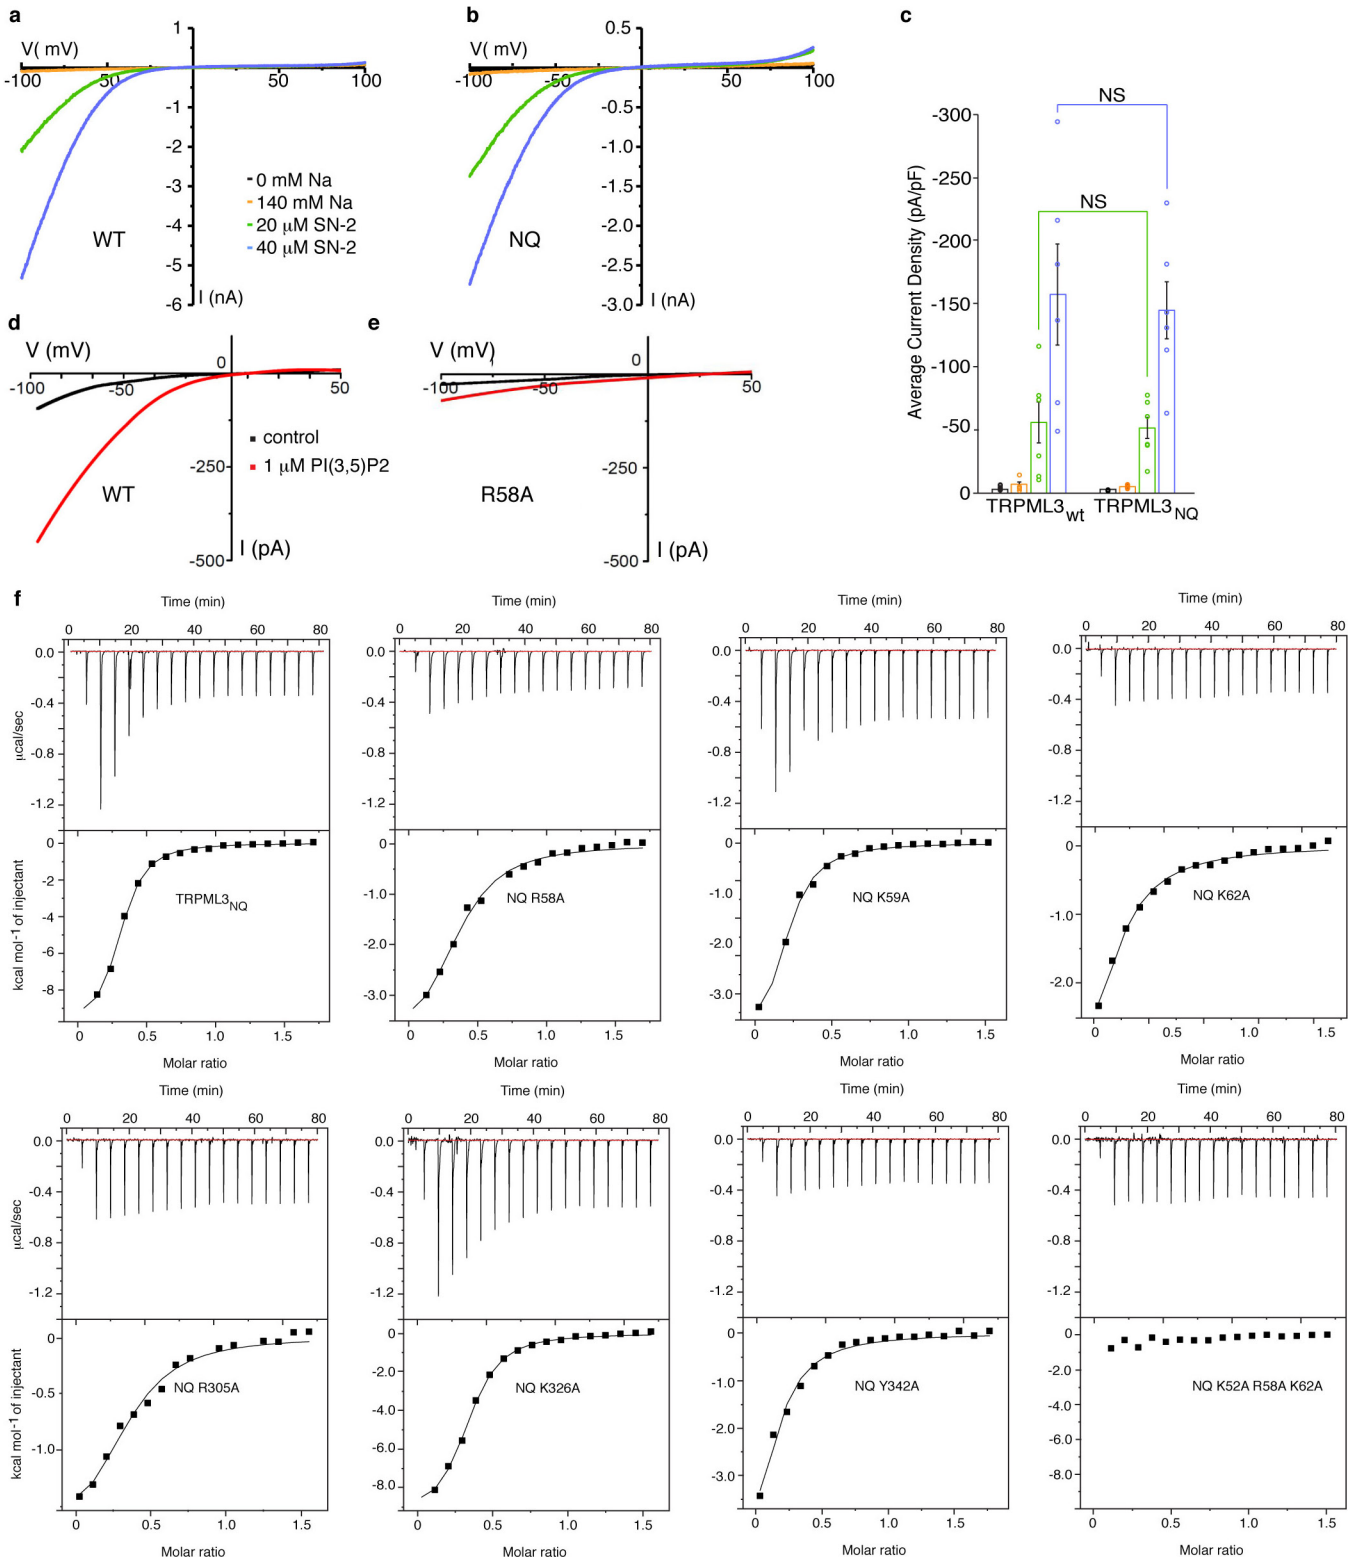 a
b
c
V( mV)
1
-100
-50
50
100
-1
-2
-3
-4
-5
-6
I (nA)
WT
0 mM Na
140 mM Na
20 μM SN-2
40 μM SN-2
V( mV)
0.5
-100
-50
50
100
-0.5
-1.0
-1.5
-2.0
-2.5
-3.0
I (nA)
NQ
Average Current Density (pA/pF)
-300
-250
-200
-150
-100
-50
0
NS
NS
TRPML3wt
TRPML3NQ
d
e
V (mV)
0
-100
-50
50
-250
-500
I (pA)
WT
control
1 μM PI(3,5)P2
V (mV)
0
-100
-50
50
-250
-500
I (pA)
R58A
f
Time (min)
0 20 40 60 80
0.0
-0.4
-0.8
-1.2
μcal/sec
0
-2
-4
-6
-8
kcal mol-1 of injectant
TRPML3NQ
0 0.5 1.0 1.5
Molar ratio
Time (min)
0 20 40 60 80
0.0
-0.4
-0.8
-1.2
0
-1.0
-2.0
-3.0
NQ R58A
0 0.5 1.0 1.5
Molar ratio
Time (min)
0 20 40 60 80
0.0
-0.4
-0.8
-1.2
0
-1.0
-2.0
-3.0
NQ K59A
0 0.5 1.0 1.5
Molar ratio
Time (min)
0 20 40 60 80
0.0
-0.4
-0.8
-1.2
0
-1.0
-2.0
NQ K62A
0 0.5 1.0 1.5
Molar ratio
Time (min)
0 20 40 60 80
0.0
-0.4
-0.8
-1.2
μcal/sec
0
-0.5
-1.0
kcal mol-1 of injectant
NQ R305A
0 0.5 1.0 1.5
Molar ratio
Time (min)
0 20 40 60 80
0.0
-0.4
-0.8
-1.2
0
-2.0
-4.0
-6.0
-8.0
NQ K326A
0 0.5 1.0 1.5
Molar ratio
Time (min)
0 20 40 60 80
0.0
-0.4
-0.8
-1.2
0
-1.0
-2.0
-3.0
NQ Y342A
0 0.5 1.0 1.5
Molar ratio
Time (min)
0 20 40 60 80
0.0
-0.4
-0.8
-1.2
0
-2.0
-4.0
-6.0
-8.0
NQ K52A R58A K62A
0 0.5 1.0 1.5
Molar ratio